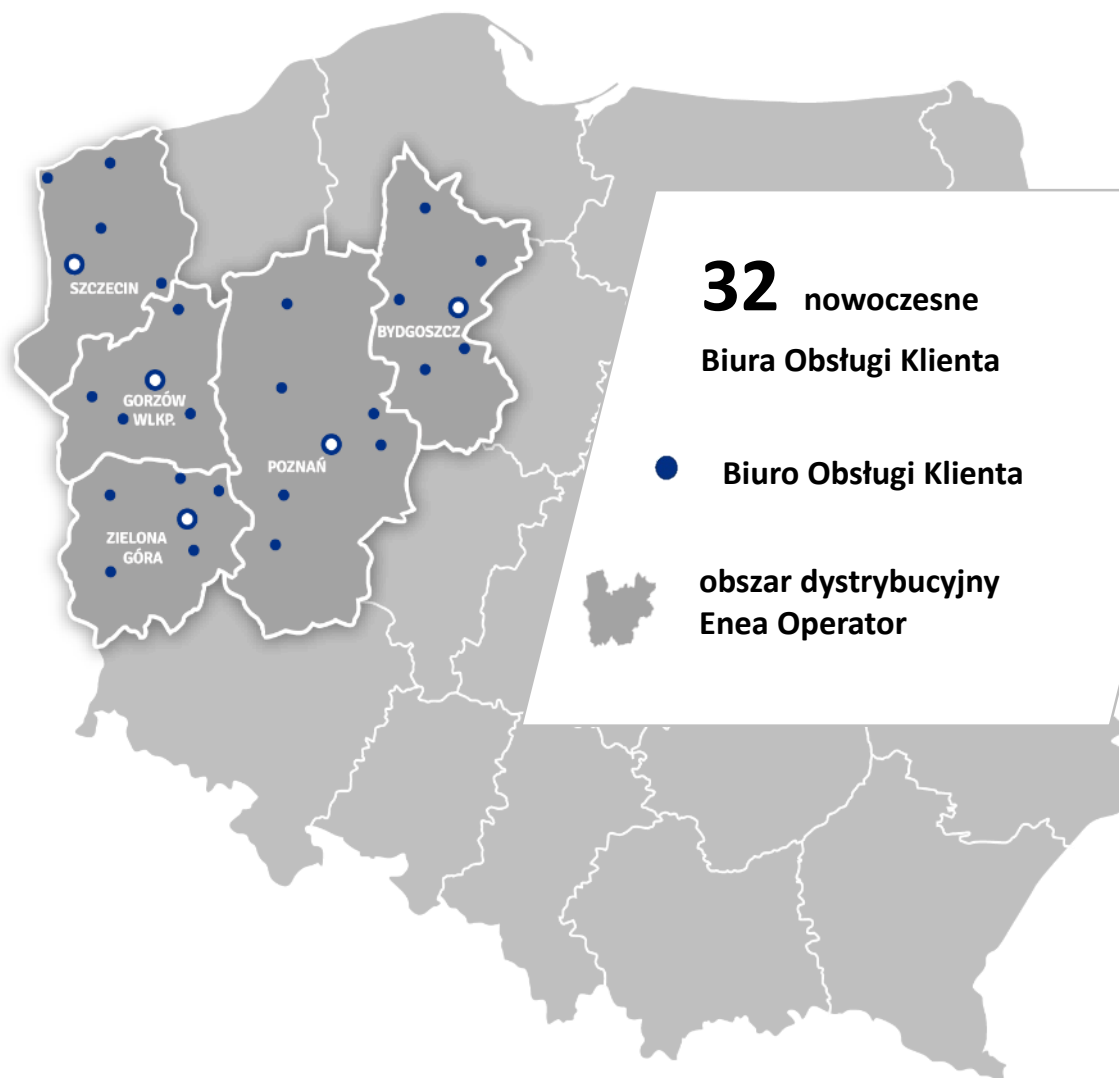 SZCZECIN
BYDGOSZCZ
GORZÓW
WLKP.
POZNAŃ
ZIELONA
GÓRA
32 nowoczesne
Biura Obsługi Klienta
Biuro Obsługi Klienta
obszar dystrybucyjny
Enea Operator